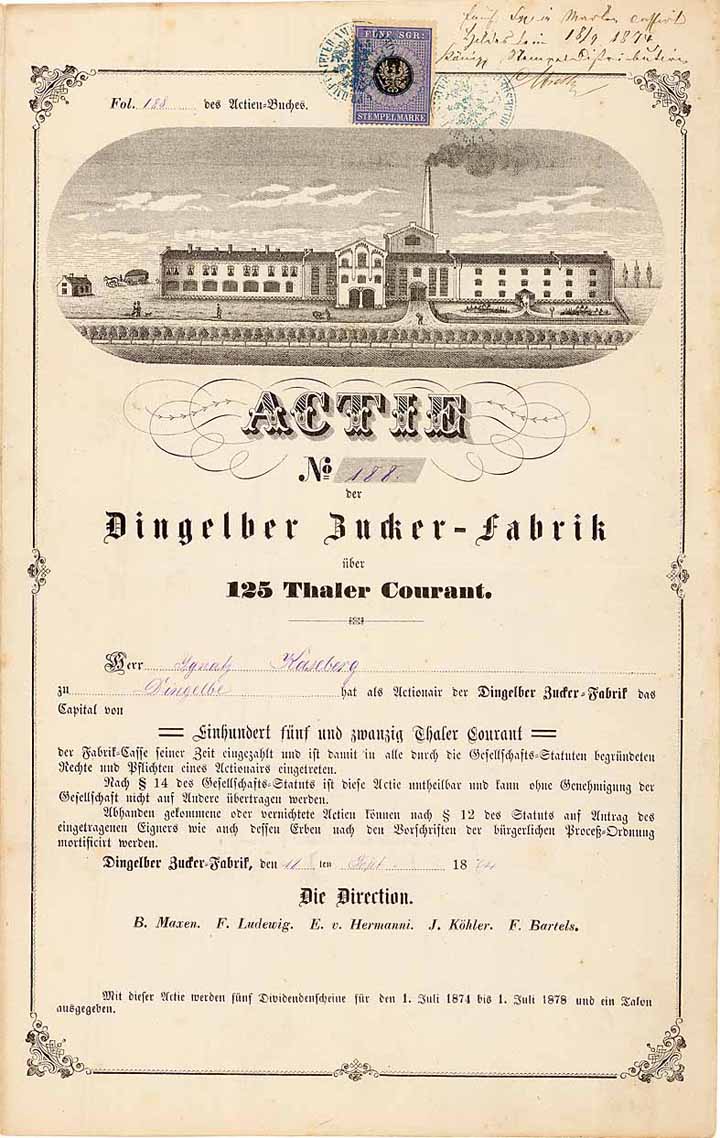 fünf
18/9 1874
FÜNF SGR:
STEMPELMARKE
Fol. 188 des Actien-Buches.
ACTIE
No 188.
der
Dingelber Zucker-Fabrik
über
125 Thaler Courant.
Herr Ignatz Käseberg
zu Dingelbe hat als Actionair der Dingelber Zucker-Fabrik das
Capital von
Einhundert fünf und zwanzig Thaler Courant
der Fabrik-Casse seiner Zeit eingezahlt und ist damit in alle durch die Gesellschafts-Statuten begründeten
Rechte und Pflichten eines Actionairs eingetreten.
Nach § 14 des Gesellschafts-Statuts ist diese Actie untheilbar und kann ohne Genehmigung der
Gesellschaft nicht auf Andere übertragen werden.
Abhanden gekommene oder vernichtete Actien können nach § 12 des Statuts auf Antrag des
eingetragenen Eigners wie auch dessen Erben nach den Vorschriften der bürgerlichen Proceß-Ordnung
mortificirt werden.
Dingelber Zucker-Fabrik, den 11 ten Sept. 1874
Die Direction.
B. Maxen. F. Ludewig. E. v. Hermanni. J. Köhler. F. Bartels.
Mit dieser Actie werden fünf Dividendenscheine für den 1. Juli 1874 bis 1. Juli 1878 und ein Talon
ausgegeben.